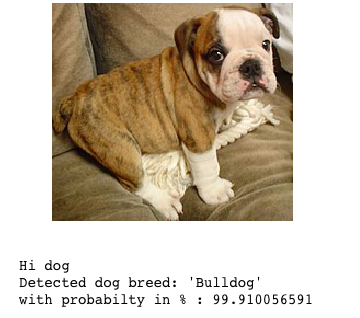 Hi dog
Detected dog breed: 'Bulldog'
with probabilty in % : 99.910056591